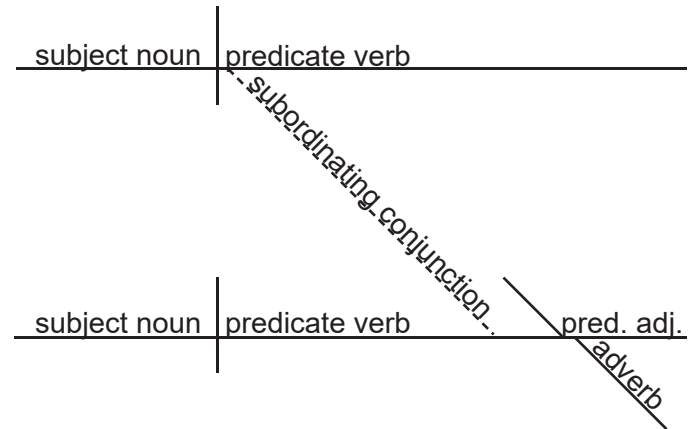 subject noun predicate verb
subordinating conjunction
subject noun predicate verb pred. adj.
adverb